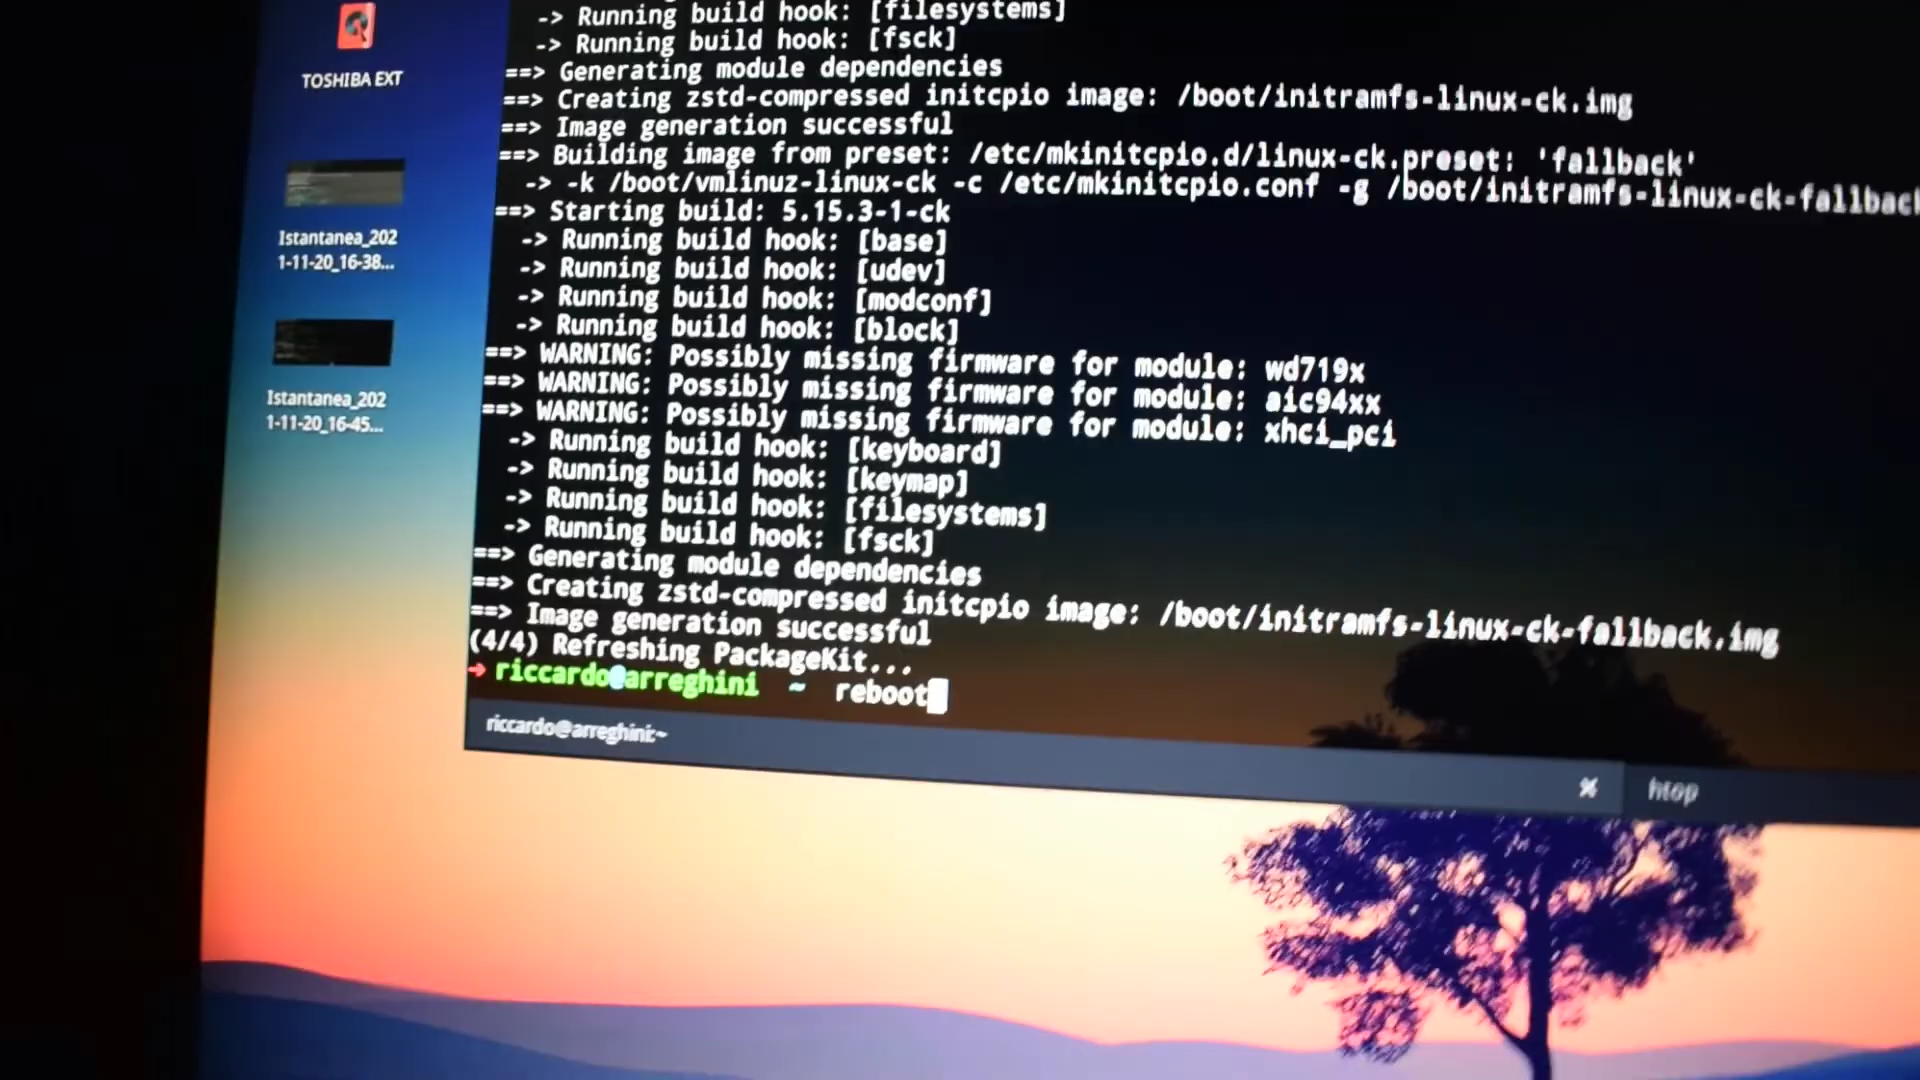 TOSHIBA EXT
Istantanea_202
1-11-20_16-38...
Istantanea_202
1-11-20_16-45...
-> Running build hook: [filesystems]
-> Running build hook: [fsck]
==> Generating module dependencies
==> Creating zstd-compressed initcpio image: /boot/initramfs-linux-ck.img
==> Image generation successful
==> Building image from preset: /etc/mkinitcpio.d/linux-ck.preset: 'fallback'
-> -k /boot/vmlinuz-linux-ck -c /etc/mkinitcpio.conf -g /boot/initramfs-linux-ck-fallback
==> Starting build: 5.15.3-1-ck
-> Running build hook: [base]
-> Running build hook: [udev]
-> Running build hook: [modconf]
-> Running build hook: [block]
==> WARNING: Possibly missing firmware for module: wd719x
==> WARNING: Possibly missing firmware for module: aic94xx
==> WARNING: Possibly missing firmware for module: xhci_pci
-> Running build hook: [keyboard]
-> Running build hook: [keymap]
-> Running build hook: [filesystems]
-> Running build hook: [fsck]
==> Generating module dependencies
==> Creating zstd-compressed initcpio image: /boot/initramfs-linux-ck-fallback.img
==> Image generation successful
(4/4) Refreshing PackageKit...
→ riccardo@arreghini ~ reboot
riccardo@arreghini:~
htop